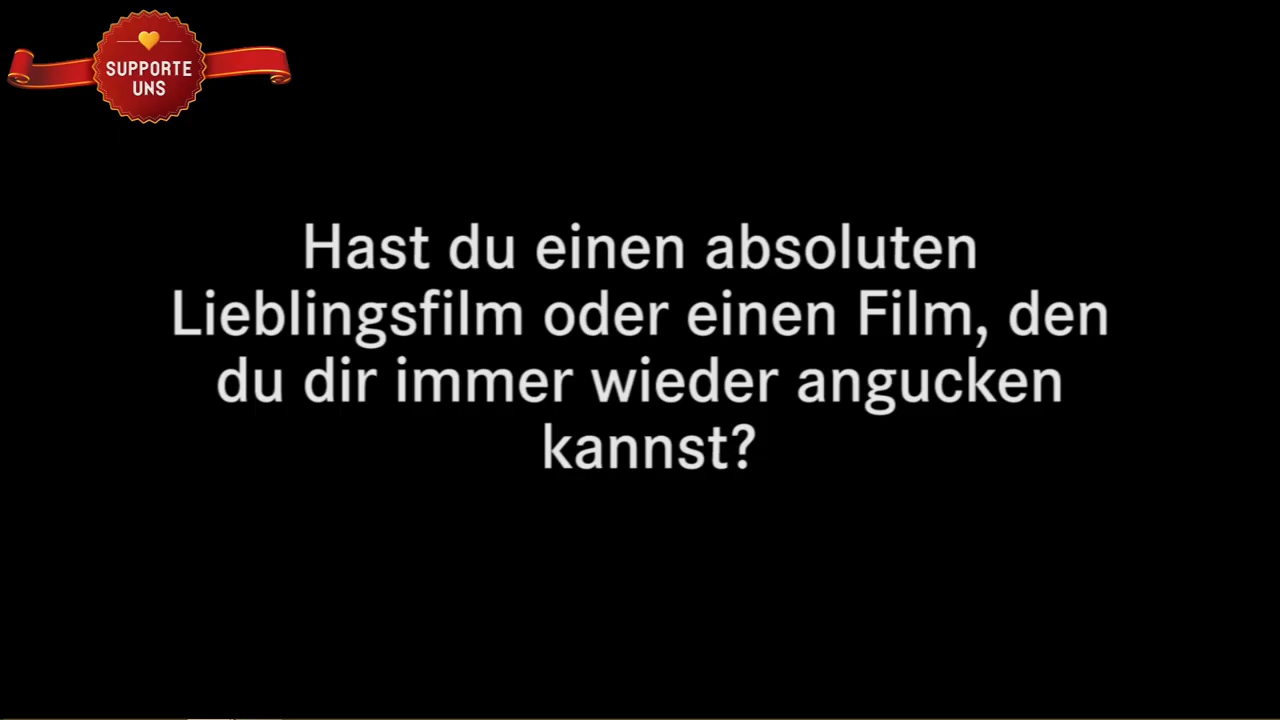 SUPPORTE
UNS
Hast du einen absoluten
Lieblingsfilm oder einen Film, den
du dir immer wieder angucken
kannst?